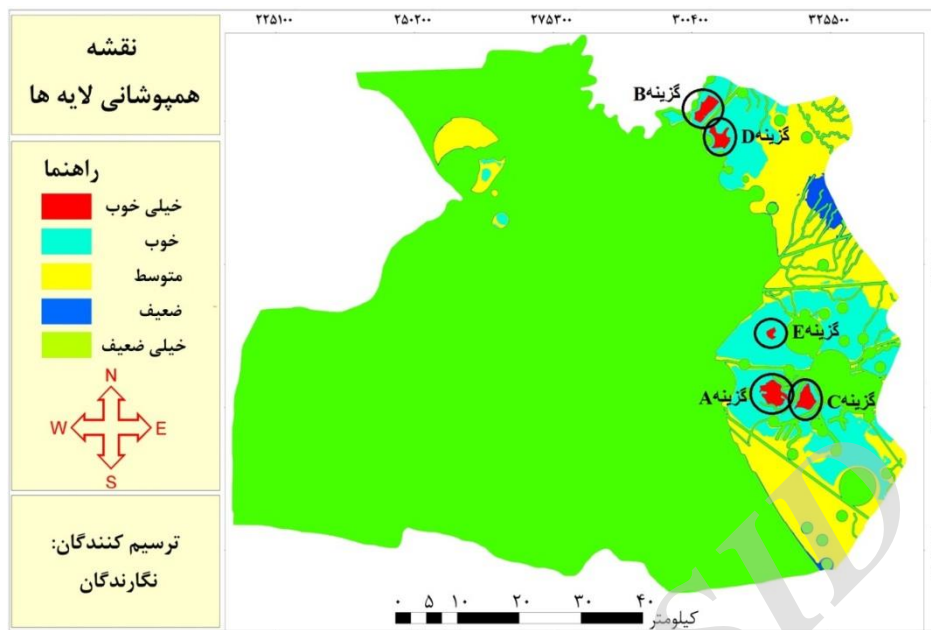 ۲۲۵۱۰۰ ۲۵۰۲۰۰ ۲۷۵۳۰۰ ۳۰۰۴۰۰ ۳۲۵۵۰۰
نقشه
همپوشانی لایه ها
راهنما
خیلی خوب
خوب
متوسط
ضعیف
خیلی ضعیف
N
W E
S
ترسیم کنندگان:
نگارندگان
گزینهB
گزینهD
گزینهE
گزینهA
گزینهC
۰ ۵ ۱۰ ۲۰ ۳۰ ۴۰
کیلومتر
SID